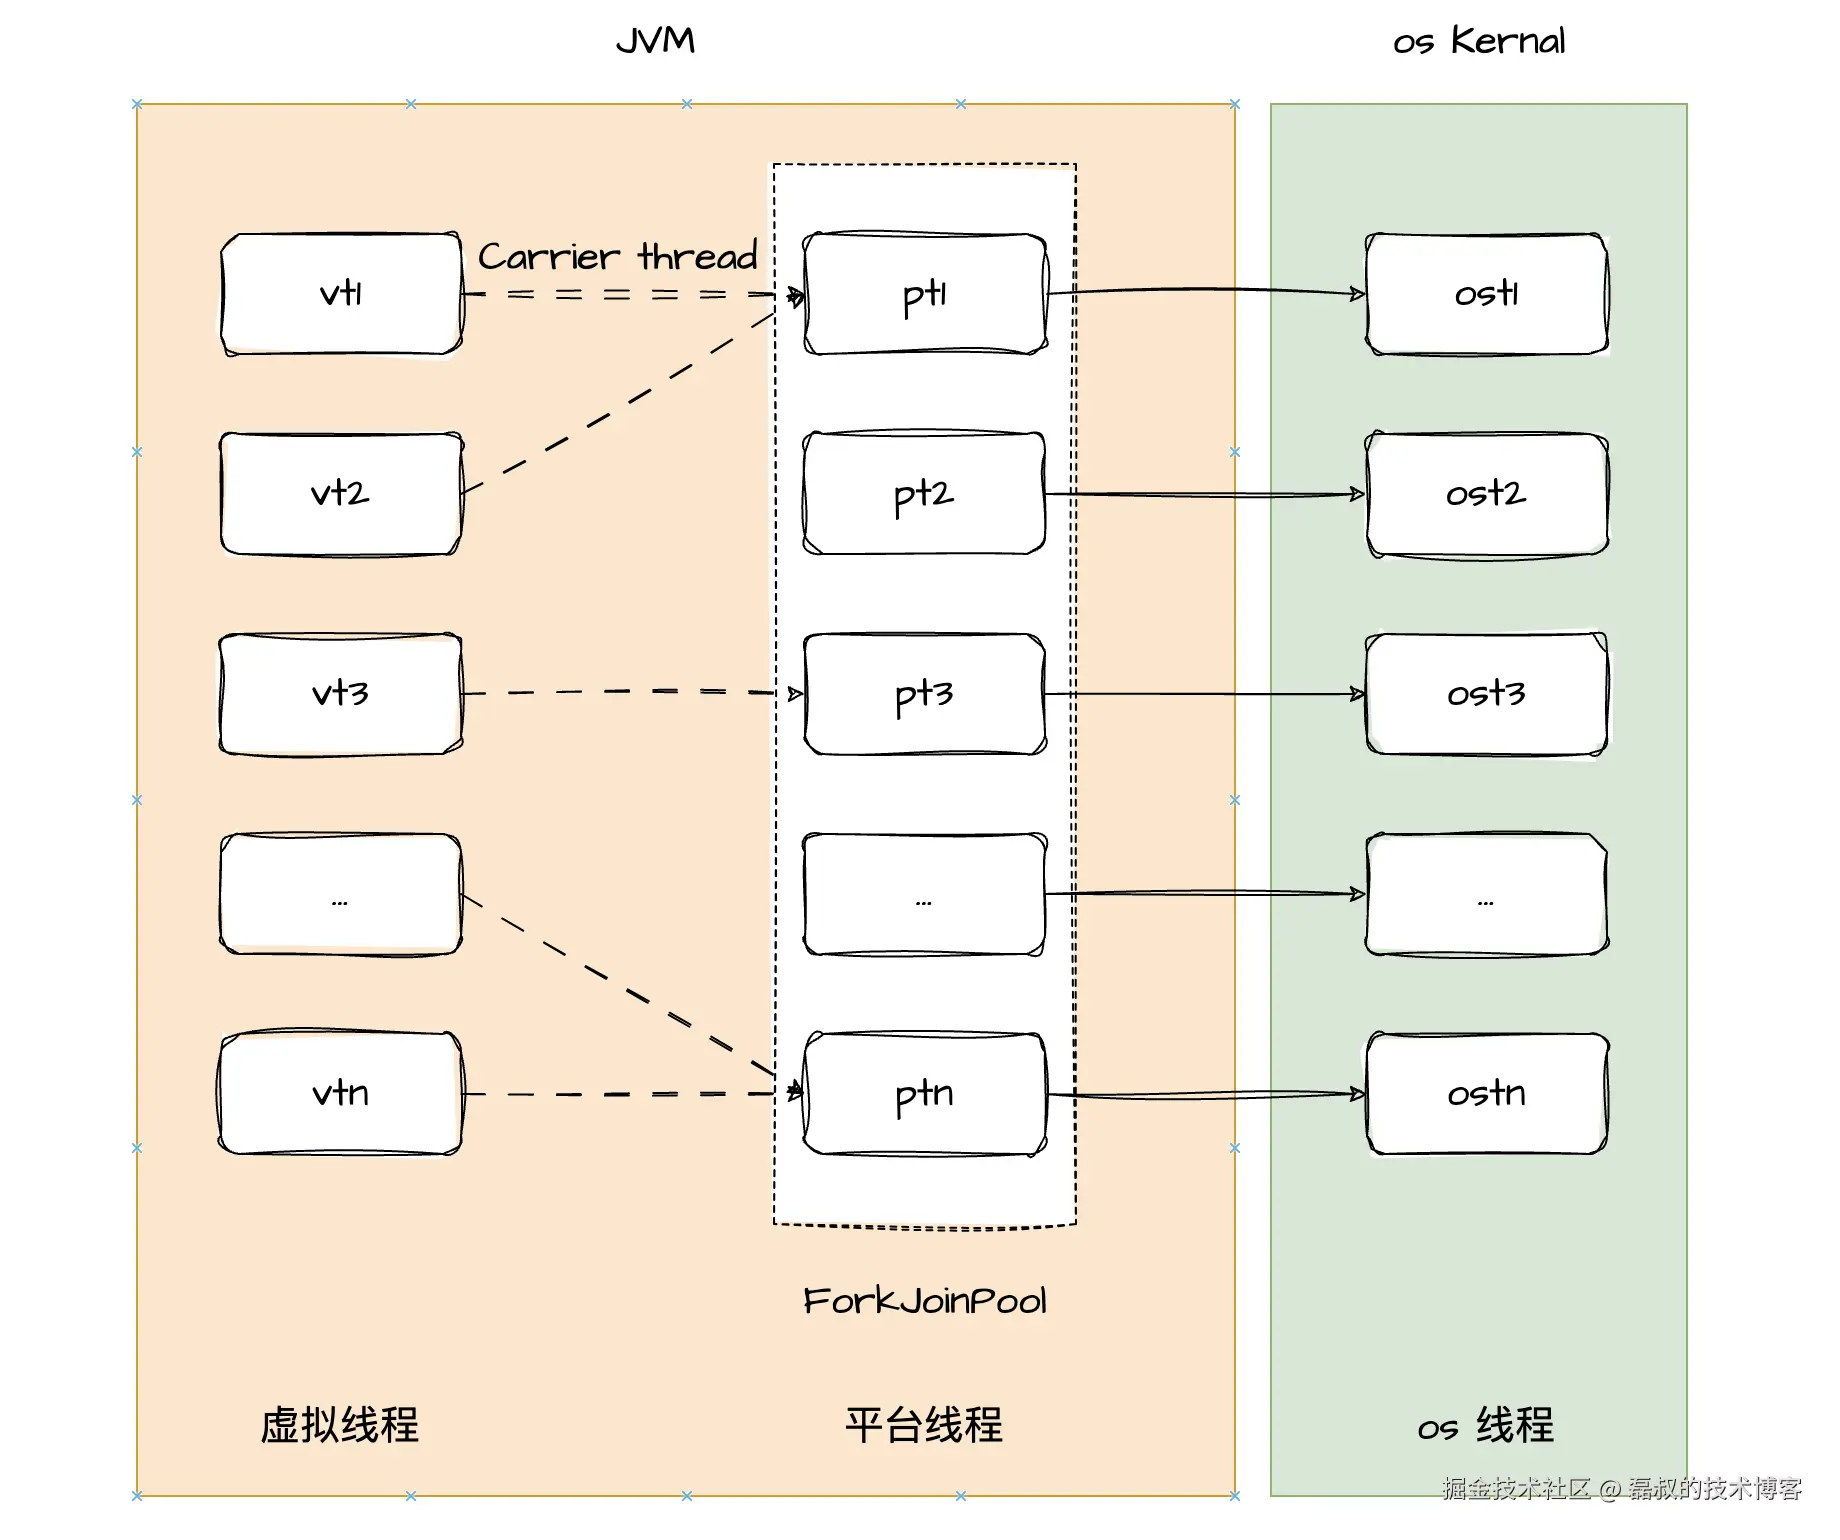 JVM
os Kernal
Carrier thread
vt1
pt1
ost1
vt2
pt2
ost2
vt3
pt3
ost3
...
...
...
vtn
ptn
ostn
ForkJoinPool
虚拟线程
平台线程
os 线程
掘金技术社区 @ 磊叔的技术博客